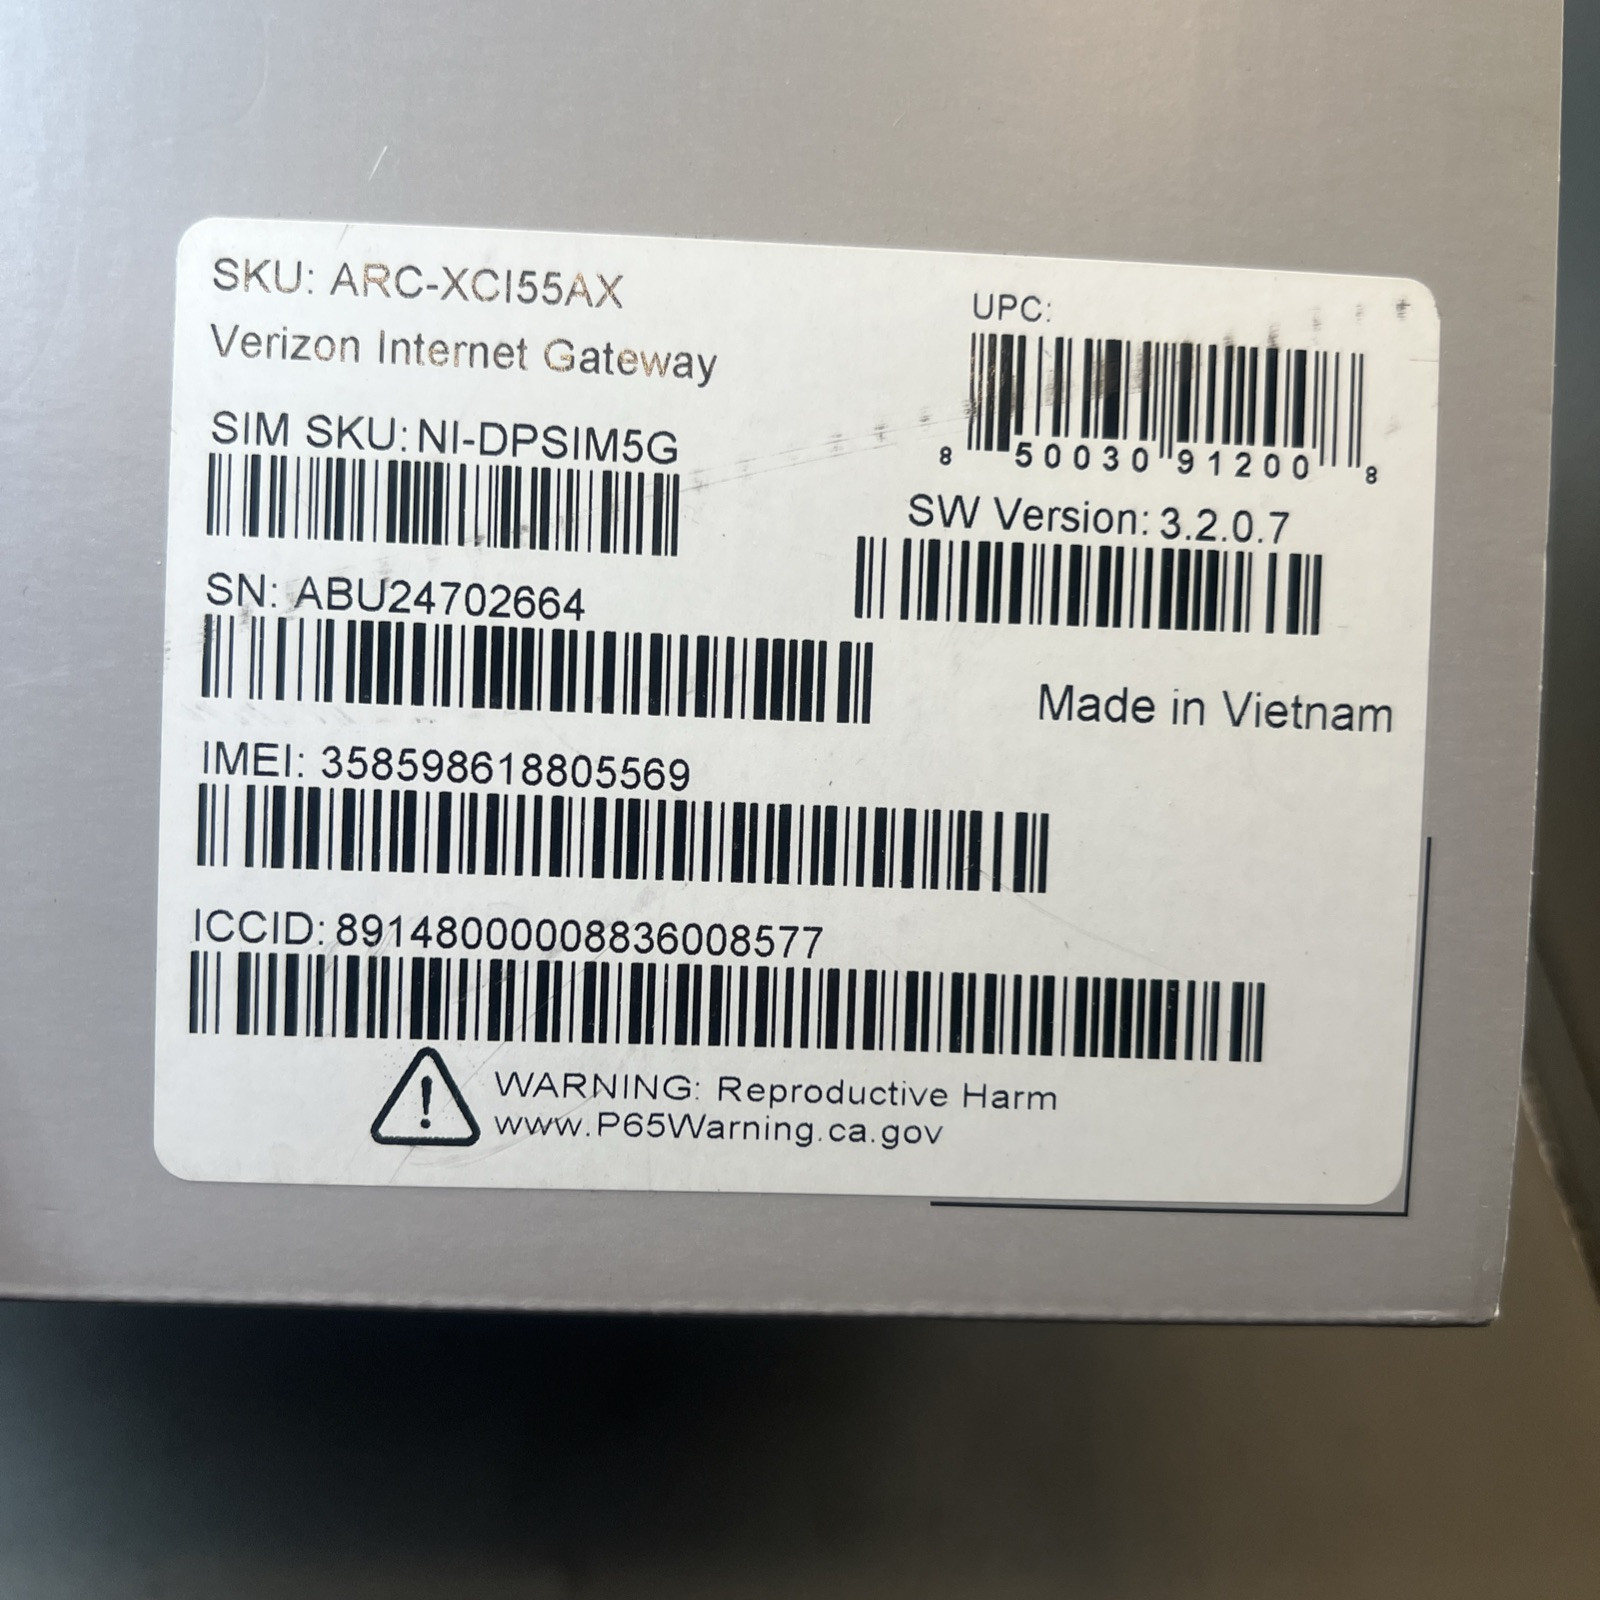 SKU: ARC-XCI55AX
Verizon Internet Gateway
UPC:
8 50030 91200 8
SIM SKU: NI-DPSIM5G
SW Version: 3.2.0.7
SN: ABU24702664
Made in Vietnam
IMEI: 358598618805569
ICCID: 89148000008836008577
WARNING: Reproductive Harm
www.P65Warning.ca.gov